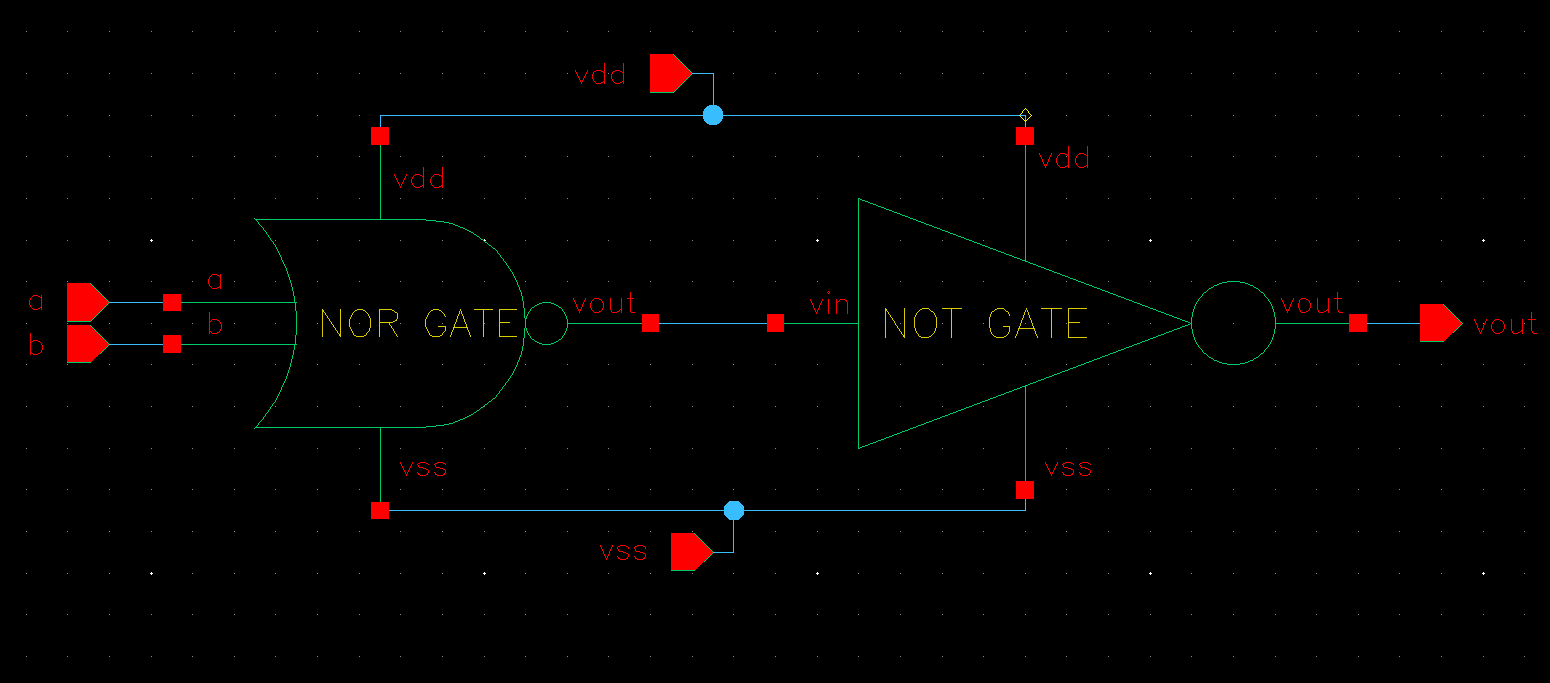 vdd
vdd
vdd
a
a
b
b
NOR GATE
vout
vin
NOT GATE
vout
vout
vss
vss
vss